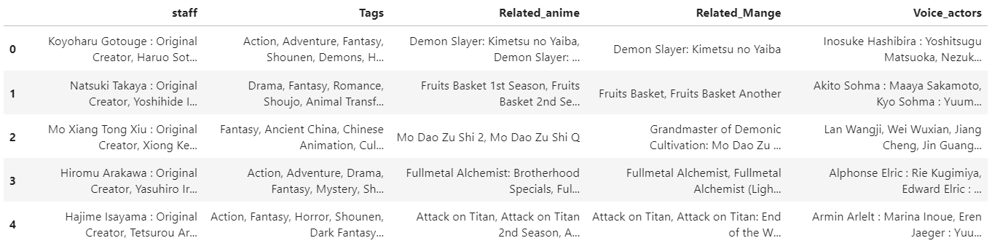 staff Tags Related_anime Related_Mange Voice_actors
0 Koyoharu Gotouge : Original Creator, Haruo Sot... Action, Adventure, Fantasy, Shounen, Demons, H... Demon Slayer: Kimetsu no Yaiba, Demon Slayer: ... Demon Slayer: Kimetsu no Yaiba Inosuke Hashibira : Yoshitsugu Matsuoka, Nezuk...
1 Natsuki Takaya : Original Creator, Yoshihide I... Drama, Fantasy, Romance, Shoujo, Animal Transf... Fruits Basket 1st Season, Fruits Basket 2nd Se... Fruits Basket, Fruits Basket Another Akito Sohma : Maaya Sakamoto, Kyo Sohma : Yuum...
2 Mo Xiang Tong Xiu : Original Creator, Xiong Ke... Fantasy, Ancient China, Chinese Animation, Cul... Mo Dao Zu Shi 2, Mo Dao Zu Shi Q Grandmaster of Demonic Cultivation: Mo Dao Zu ... Lan Wangji, Wei Wuxian, Jiang Cheng, Jin Guang...
3 Hiromu Arakawa : Original Creator, Yasuhiro Ir... Action, Adventure, Drama, Fantasy, Mystery, Sh... Fullmetal Alchemist: Brotherhood Specials, Ful... Fullmetal Alchemist, Fullmetal Alchemist (Ligh... Alphonse Elric : Rie Kugimiya, Edward Elric : ...
4 Hajime Isayama : Original Creator, Tetsurou Ar... Action, Fantasy, Horror, Shounen, Dark Fantasy... Attack on Titan, Attack on Titan 2nd Season, A... Attack on Titan, Attack on Titan: End of the W... Armin Arlelt : Marina Inoue, Eren Jaeger : Yuu...